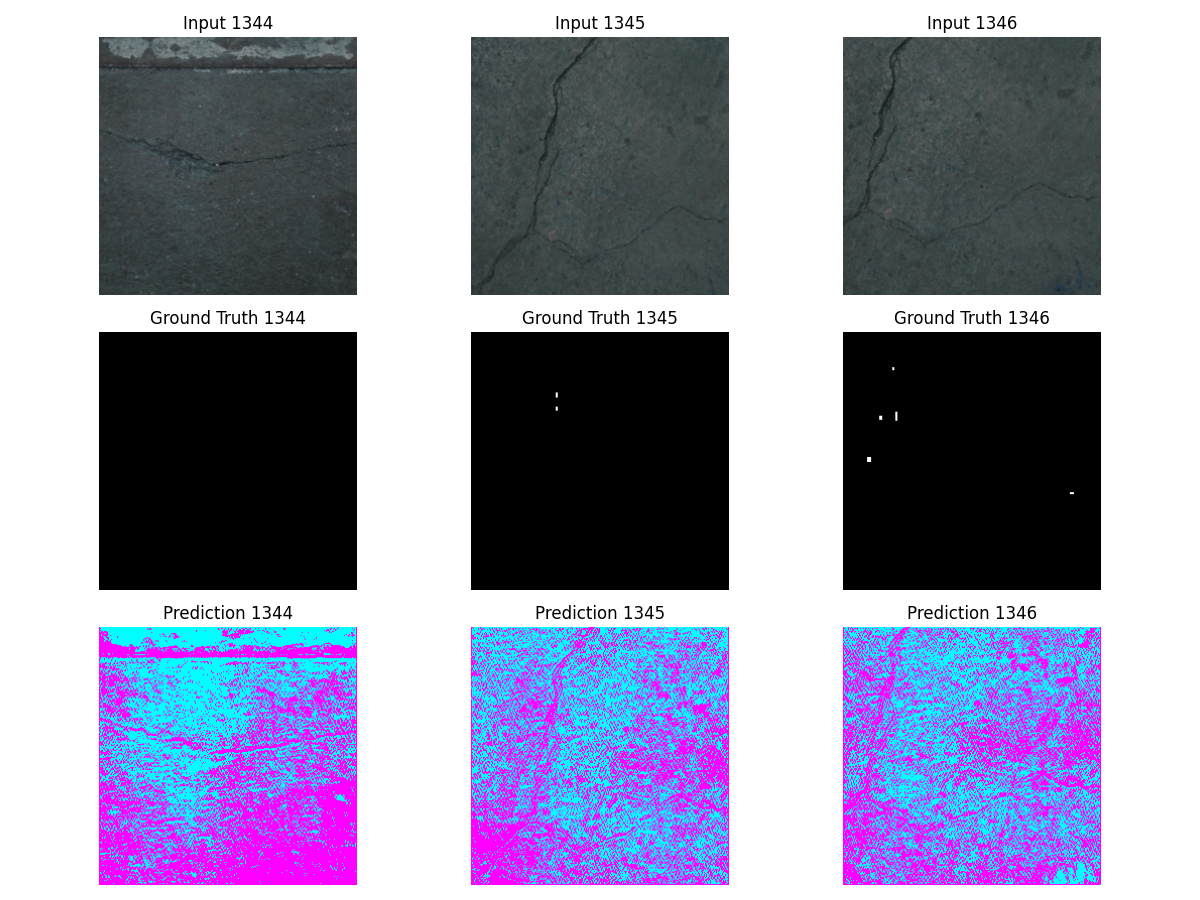 Input 1344
Input 1345
Input 1346
Ground Truth 1344
Ground Truth 1345
Ground Truth 1346
Prediction 1344
Prediction 1345
Prediction 1346